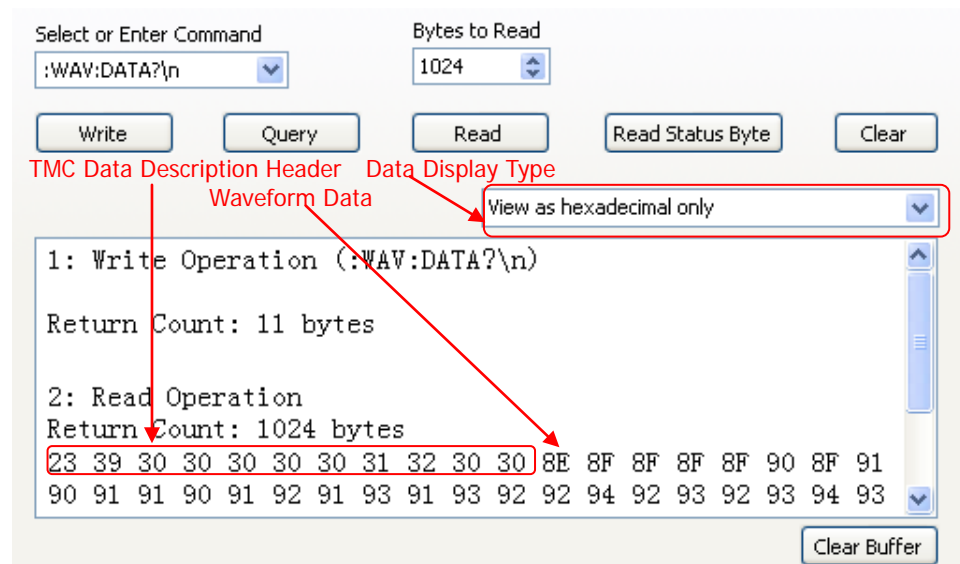 Select or Enter Command
Bytes to Read
:WAV:DATA?\n
1024
Write
Query
Read
Read Status Byte
Clear
TMC Data Description Header
Data Display Type
Waveform Data
View as hexadecimal only
1: Write Operation (:WAV:DATA?\n)
Return Count: 11 bytes
2: Read Operation
Return Count: 1024 bytes
23 39 30 30 30 30 30 31 32 30 30 8E 8F 8F 8F 8F 90 8F 91
90 91 91 90 91 92 91 93 91 93 92 92 94 92 93 92 93 94 93
Clear Buffer